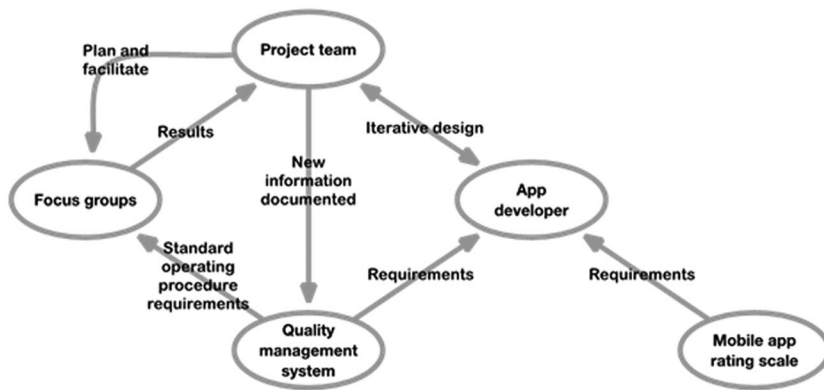 Plan and
facilitate
Project team
Results
Iterative design
New
information
documented
Focus groups
App
developer
Standard
operating
procedure
requirements
Requirements
Requirements
Quality
management
system
Mobile app
rating scale